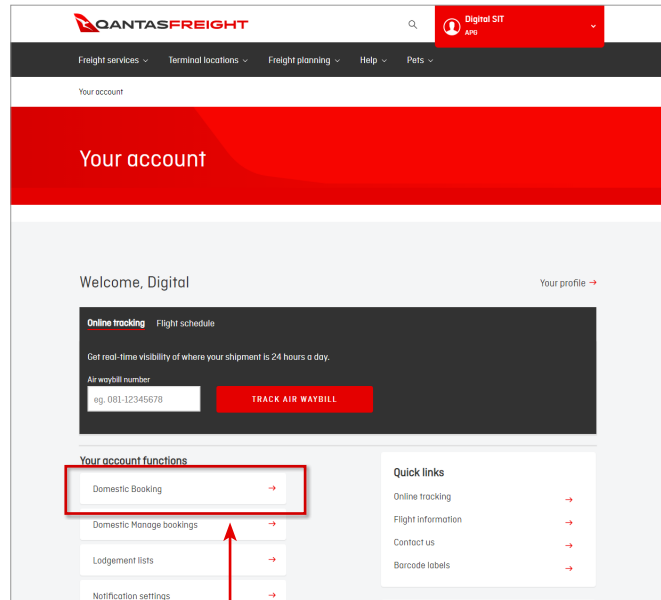 QANTASFREIGHT
Digital SIT
APG
Freight services
Terminal locations
Freight planning
Help
Pets
Your account
Your account
Welcome, Digital
Your profile →
Online tracking
Flight schedule
Get real-time visibility of where your shipment is 24 hours a day.
Air waybill number
eg. 081-12345678
TRACK AIR WAYBILL
Your account functions
Domestic Booking →
Domestic Manage bookings →
Lodgement lists →
Notification settings →
Quick links
Online tracking →
Flight information →
Contact us →
Barcode labels →